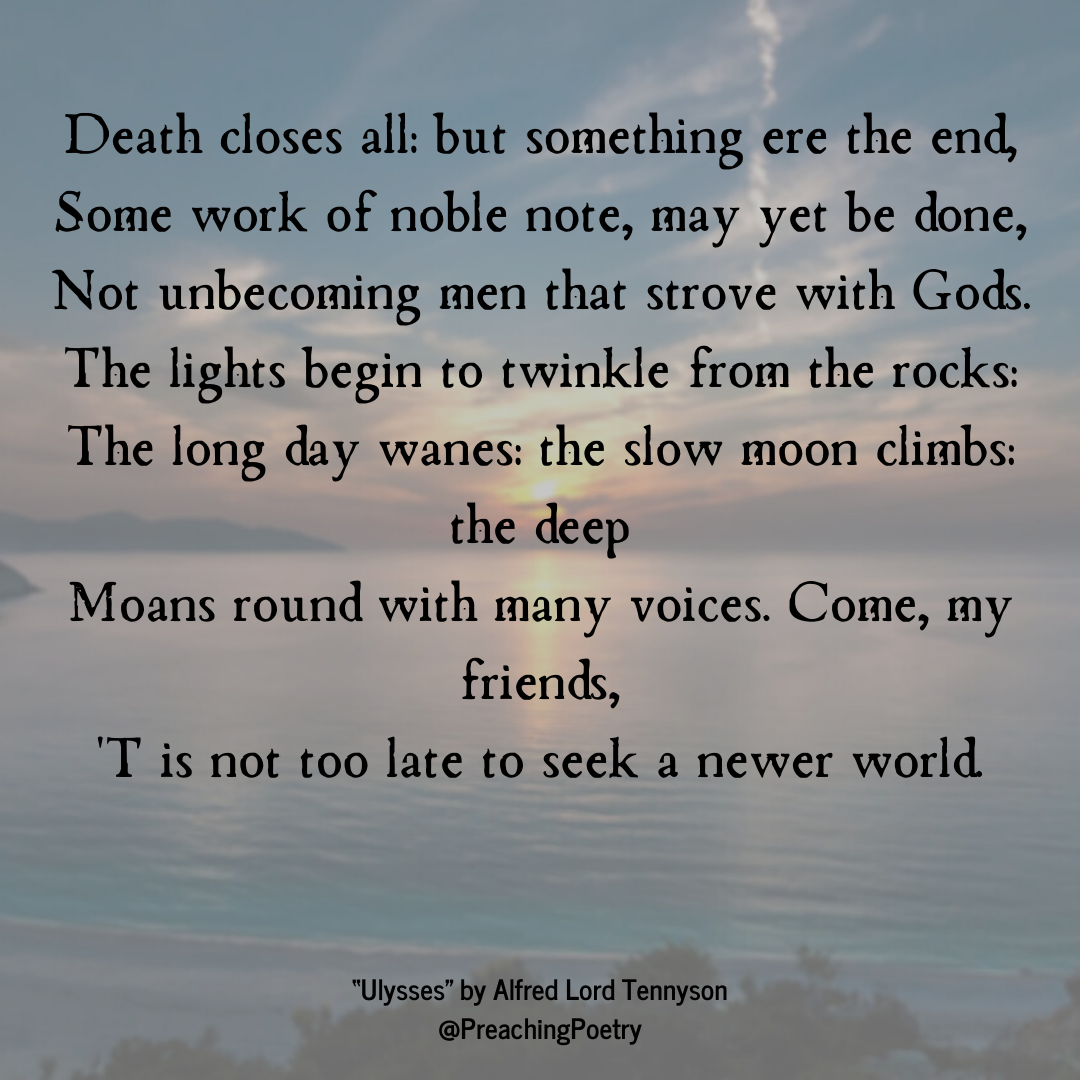 Death closes all: but something ere the end,
Some work of noble note, may yet be done,
Not unbecoming men that strove with Gods.
The lights begin to twinkle from the rocks:
The long day wanes: the slow moon climbs:
the deep
Moans round with many voices. Come, my
friends,
'T is not too late to seek a newer world.
"Ulysses" by Alfred Lord Tennyson
@PreachingPoetry